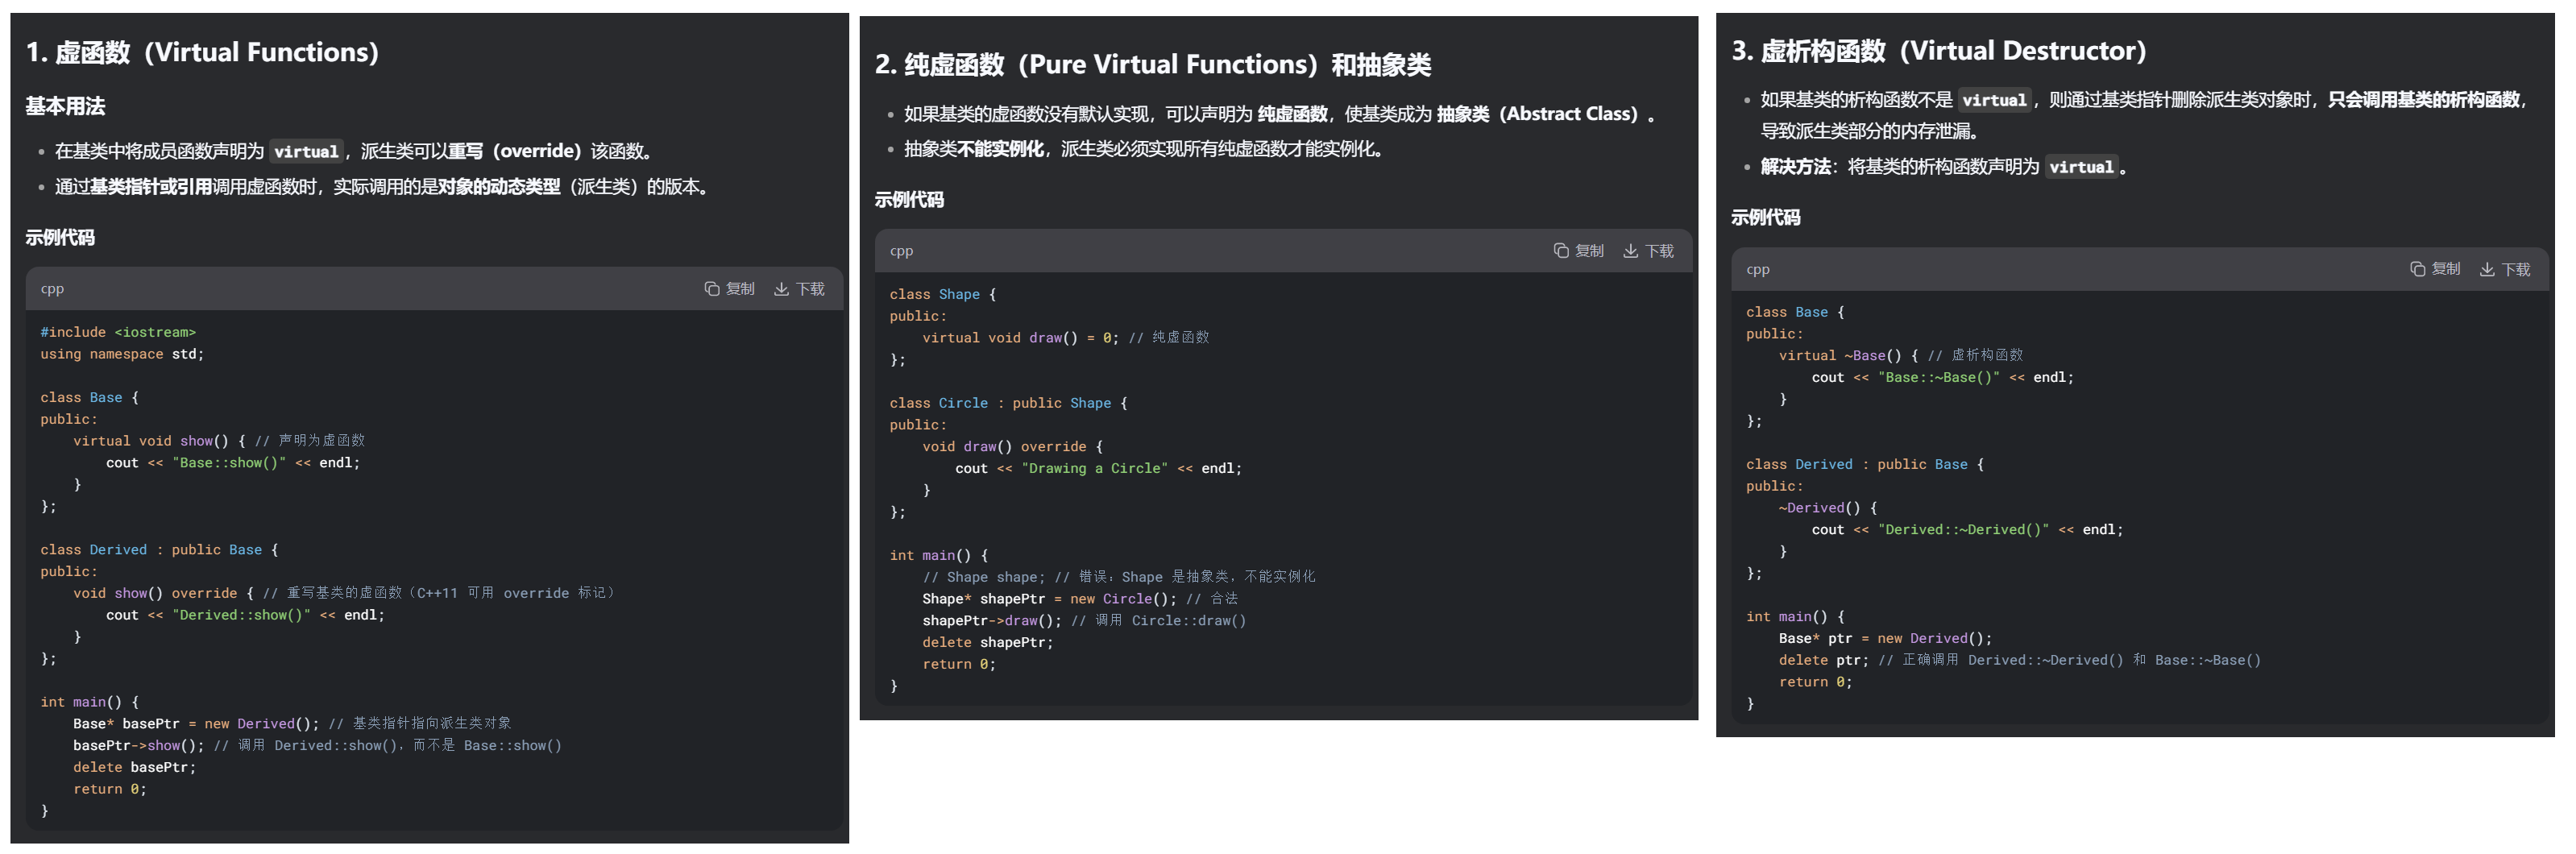 1. 虚函数（Virtual Functions）
基本用法
• 在基类中将成员函数声明为 virtual，派生类可以重写（override）该函数。
• 通过基类指针或引用调用虚函数时，实际调用的是对象的动态类型（派生类）的版本。
示例代码
cpp 复制 下载
#include <iostream>
using namespace std;
class Base {
public:
    virtual void show() { // 声明为虚函数
        cout << "Base::show()" << endl;
    }
};
class Derived : public Base {
public:
    void show() override { // 重写基类的虚函数（C++11 可用 override 标记）
        cout << "Derived::show()" << endl;
    }
};
int main() {
    Base* basePtr = new Derived(); // 基类指针指向派生类对象
    basePtr->show(); // 调用 Derived::show()，而不是 Base::show()
    delete basePtr;
    return 0;
}
2. 纯虚函数（Pure Virtual Functions）和抽象类
• 如果基类的虚函数没有默认实现，可以声明为 纯虚函数，使基类成为 抽象类（Abstract Class）。
• 抽象类不能实例化，派生类必须实现所有纯虚函数才能实例化。
示例代码
cpp 复制 下载
class Shape {
public:
    virtual void draw() = 0; // 纯虚函数
};
class Circle : public Shape {
public:
    void draw() override {
        cout << "Drawing a Circle" << endl;
    }
};
int main() {
    // Shape shape; // 错误：Shape 是抽象类，不能实例化
    Shape* shapePtr = new Circle(); // 合法
    shapePtr->draw(); // 调用 Circle::draw()
    delete shapePtr;
    return 0;
}
3. 虚析构函数（Virtual Destructor）
• 如果基类的析构函数不是 virtual，则通过基类指针删除派生类对象时，只会调用基类的析构函数，
导致派生类部分的内存泄漏。
• 解决方法：将基类的析构函数声明为 virtual。
示例代码
cpp 复制 下载
class Base {
public:
    virtual ~Base() { // 虚析构函数
        cout << "Base::~Base()" << endl;
    }
};
class Derived : public Base {
public:
    ~Derived() {
        cout << "Derived::~Derived()" << endl;
    }
};
int main() {
    Base* ptr = new Derived();
    delete ptr; // 正确调用 Derived::~Derived() 和 Base::~Base()
    return 0;
}